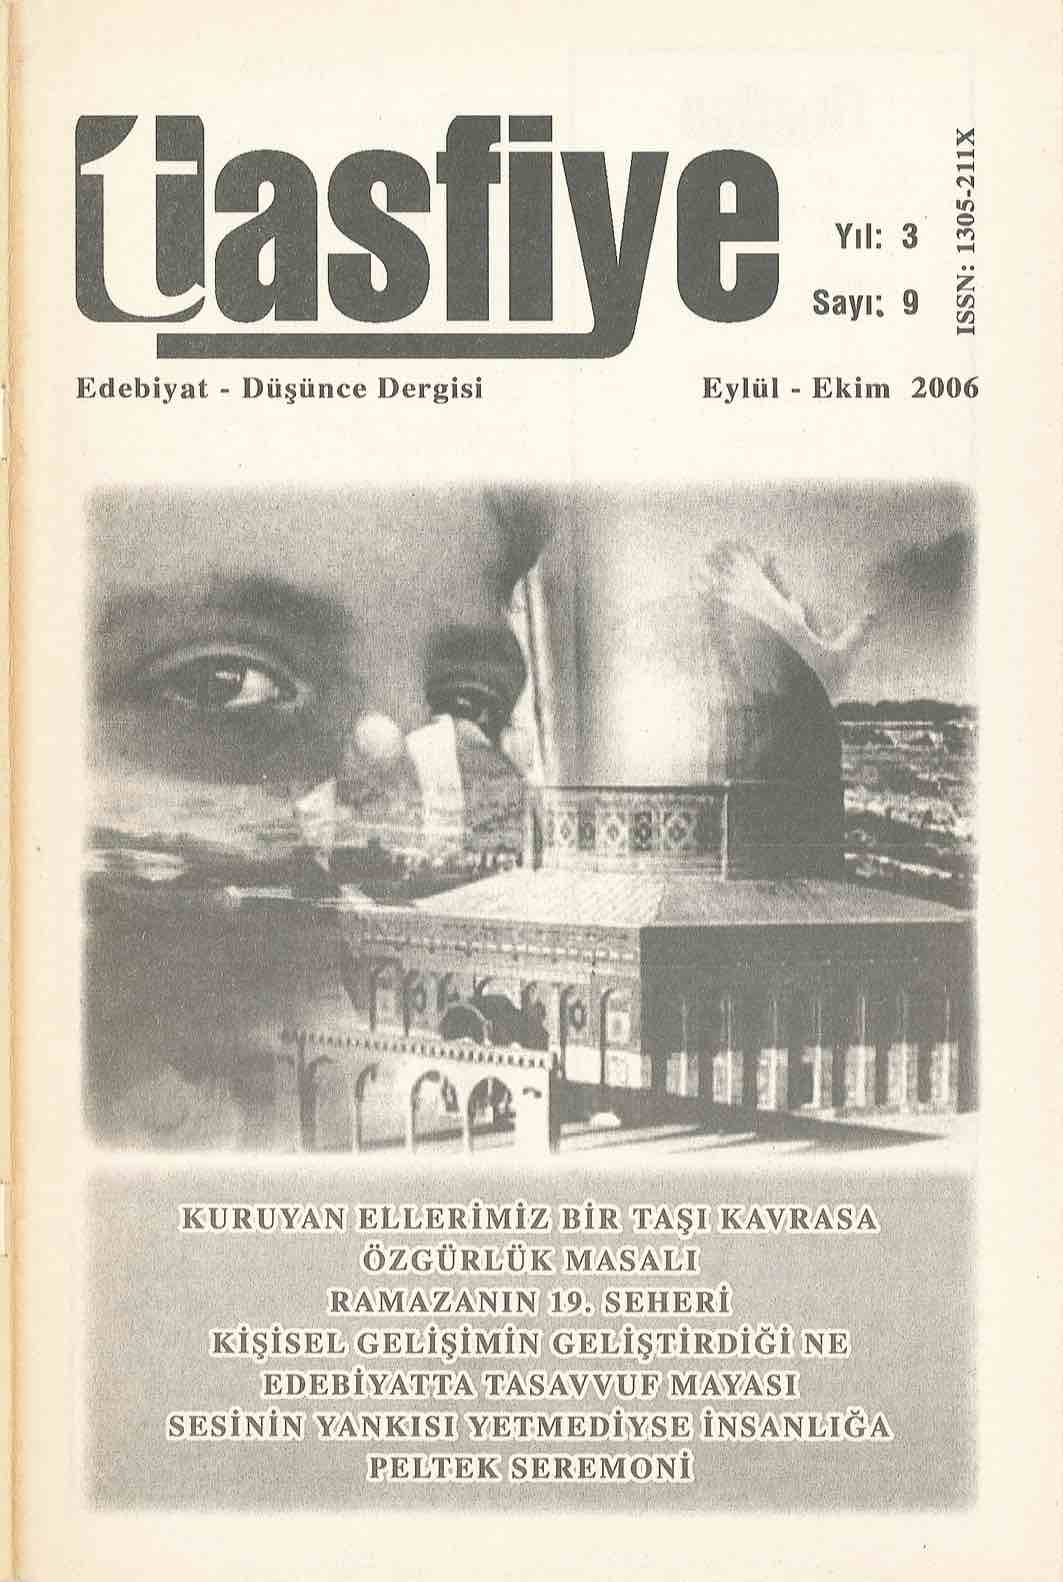 tasfiye
Yıl: 3
Sayı: 9
ISSN: 1305-211X
Edebiyat - Düşünce Dergisi
Eylül - Ekim 2006
KURUYAN ELLERİMİZ BİR TAŞI KAVRASA
ÖZGÜRLÜK MASALI
RAMAZANIN 19. SEHERİ
KİŞİSEL GELİŞİMİN GELİŞTİRDİĞİ NE
EDEBİYATTA TASAVVUF MAYASI
SESİNİN YANKISI YETMEDİYSE İNSANLIĞA
PELTEK SEREMONİ